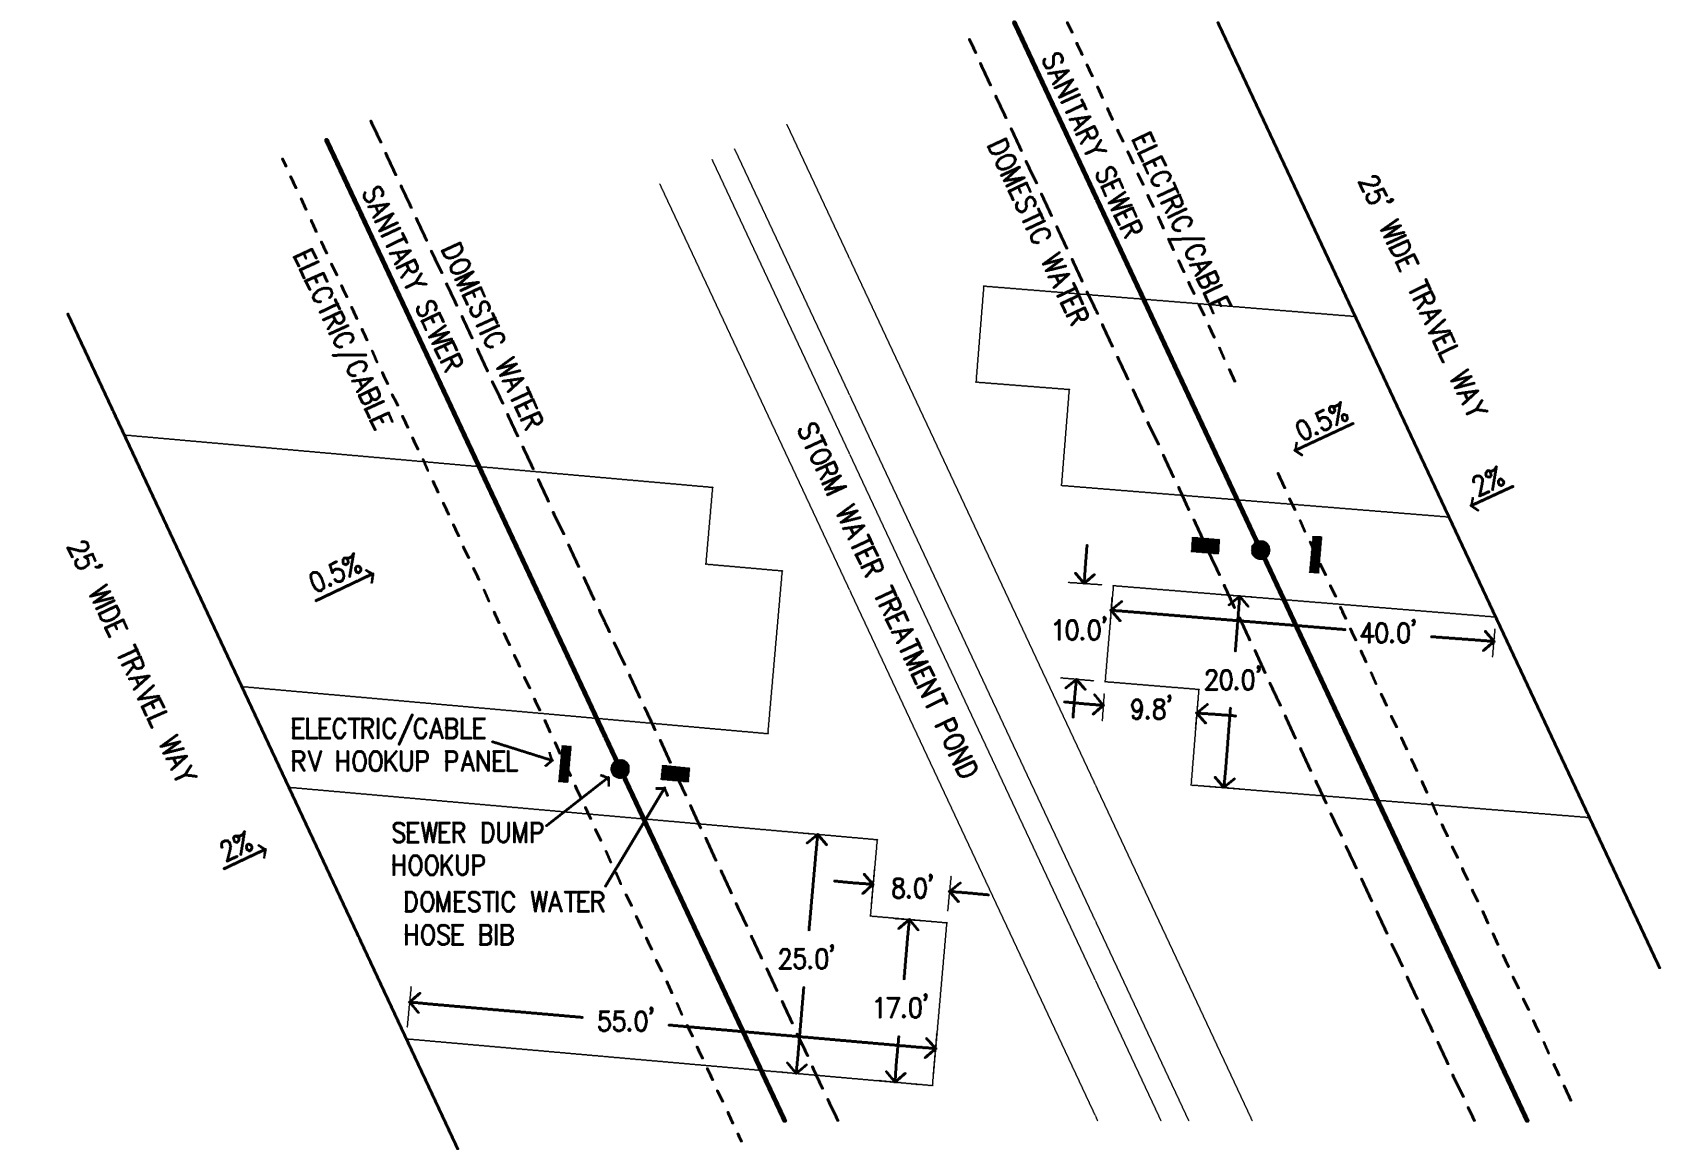 SANITARY SEWER
ELECTRIC/CABLE
DOMESTIC WATER
25' WIDE TRAVEL WAY
SANITARY SEWER
DOMESTIC WATER
ELECTRIC/CABLE
STORM WATER TREATMENT POND
0.5%
2%
25' WIDE TRAVEL WAY
0.5%
10.0'
40.0'
20.0'
9.8'
ELECTRIC/CABLE
RV HOOKUP PANEL
SEWER DUMP
HOOKUP
2%
DOMESTIC WATER
HOSE BIB
8.0'
25.0'
17.0'
55.0'